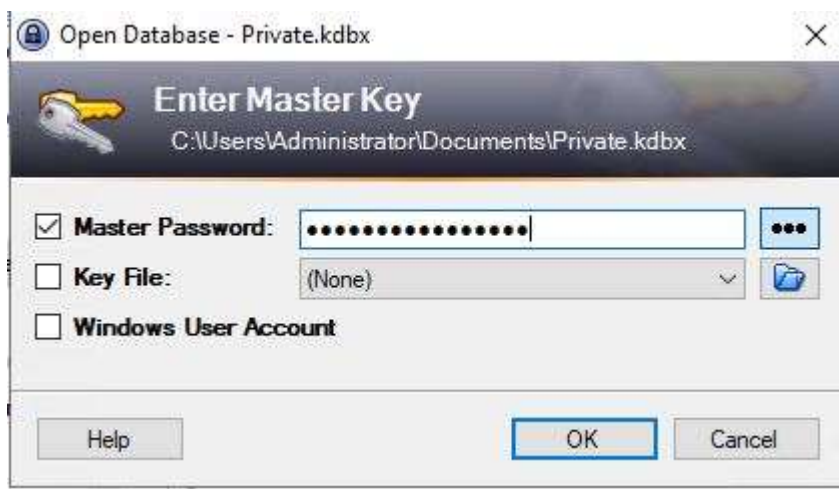 Open Database - Private.kdbx
Enter Master Key
C:\Users\Administrator\Documents\Private.kdbx
Master Password: ●●●●●●●●●●●●●●●● ●●●
Key File: (None)
Windows User Account
Help OK Cancel